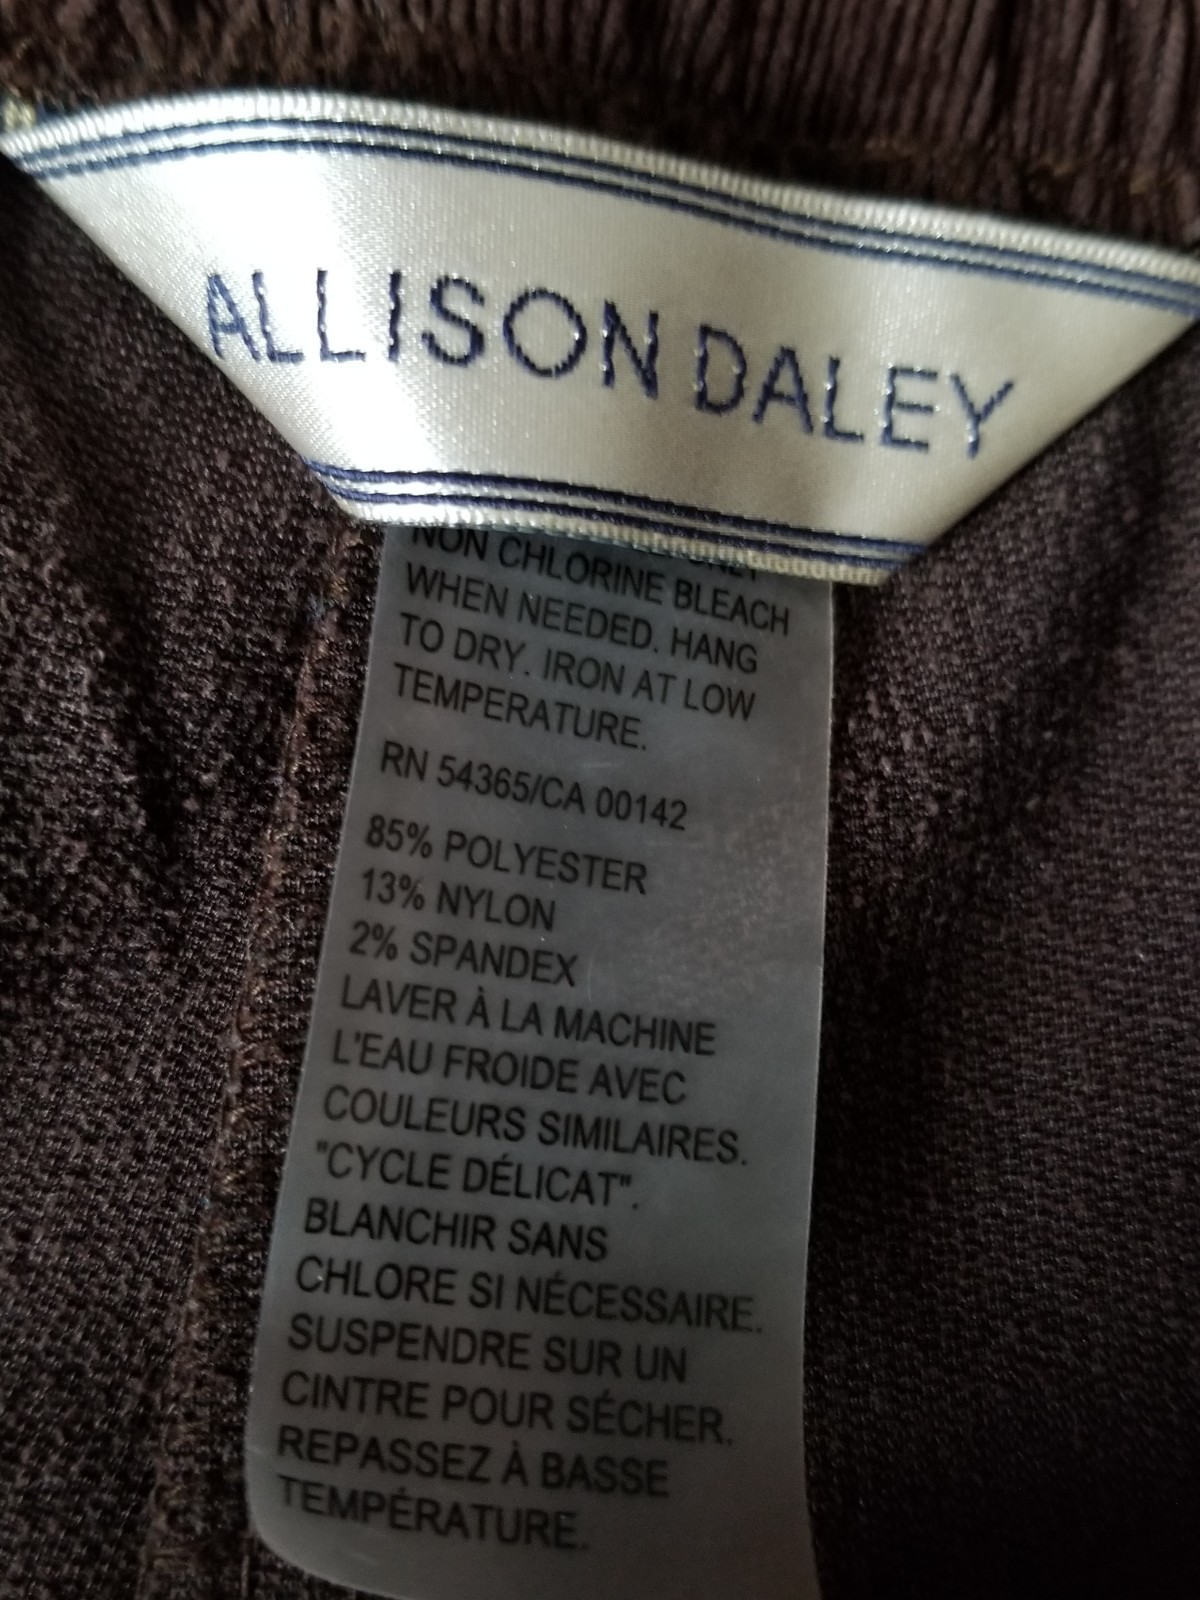 ALLISON DALEY
NON CHLORINE BLEACH
WHEN NEEDED. HANG
TO DRY. IRON AT LOW
TEMPERATURE.
RN 54365/CA 00142
85% POLYESTER
13% NYLON
2% SPANDEX
LAVER À LA MACHINE
L'EAU FROIDE AVEC
COULEURS SIMILAIRES.
"CYCLE DÉLICAT".
BLANCHIR SANS
CHLORE SI NÉCESSAIRE.
SUSPENDRE SUR UN
CINTRE POUR SÉCHER.
REPASSEZ À BASSE
TEMPÉRATURE.